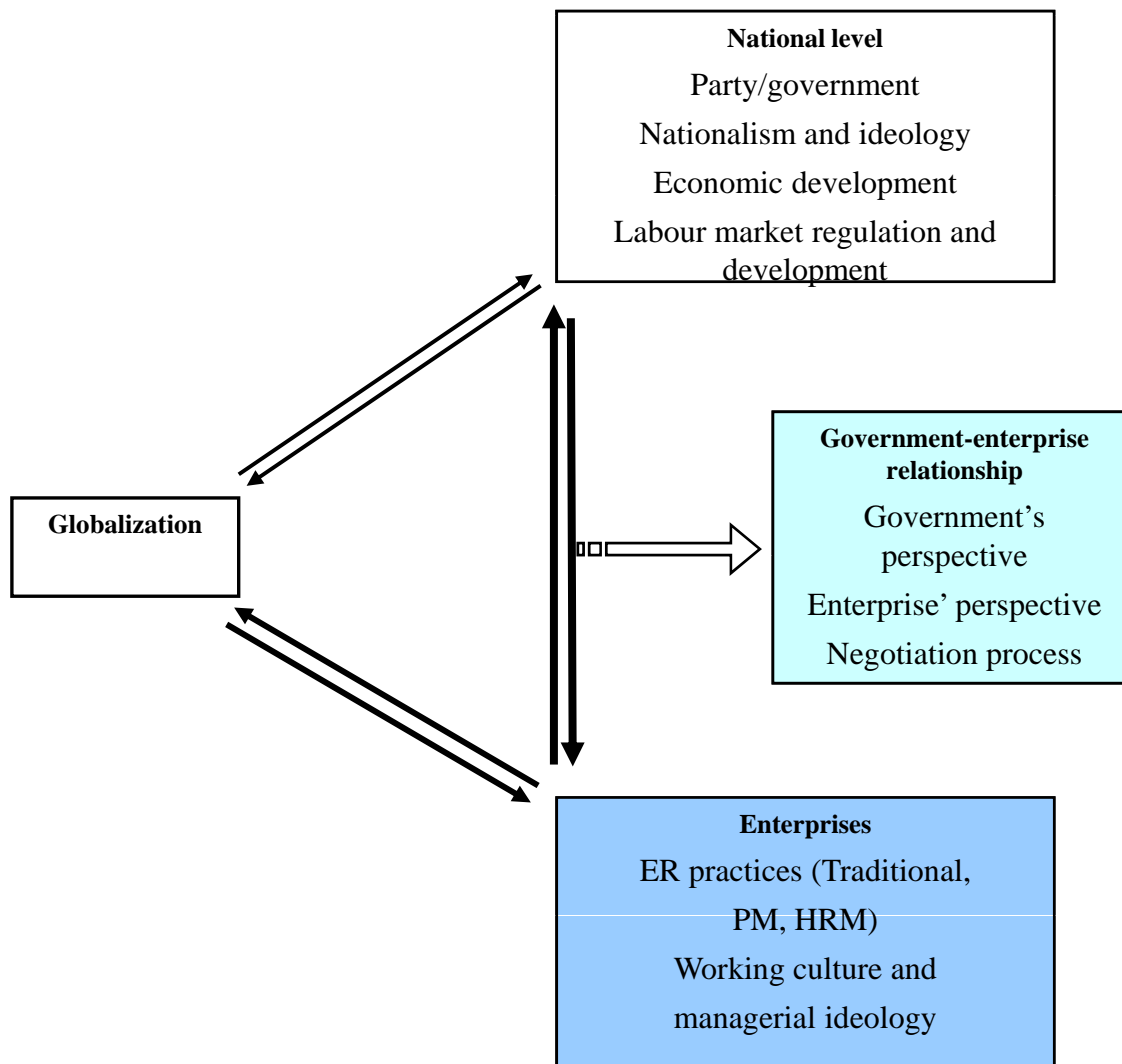 National level
Party/government
Nationalism and ideology
Economic development
Labour market regulation and
development
Government-enterprise
relationship
Government’s
perspective
Enterprise’ perspective
Negotiation process
Globalization
Enterprises
ER practices (Traditional,
PM, HRM)
Working culture and
managerial ideology